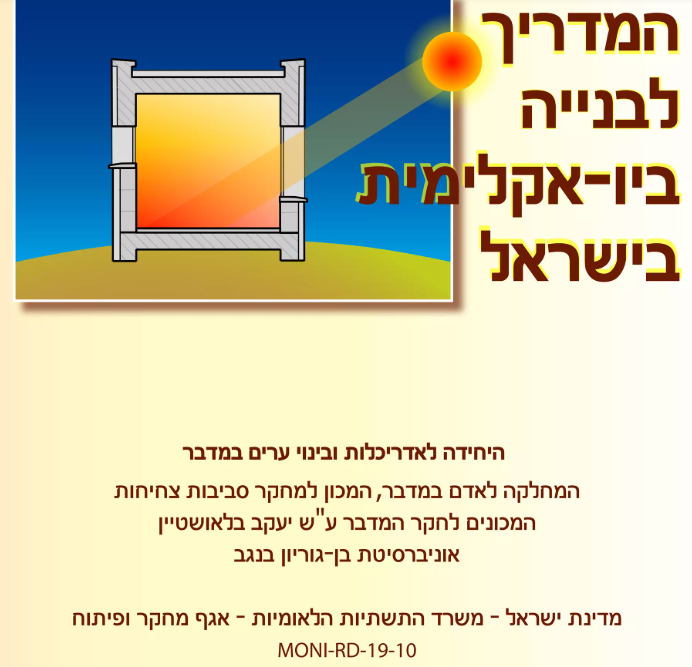 המדריך
לבנייה
ביו-אקלימית
בישראל
היחידה לאדריכלות ובינוי ערים במדבר
המחלקה לאדם במדבר, המכון למחקר סביבות צחיחות
המכונים לחקר המדבר ע"ש יעקב בלאושטיין
אוניברסיטת בן-גוריון בנגב
מדינת ישראל - משרד התשתיות הלאומיות - אגף מחקר ופיתוח
MONI-RD-19-10